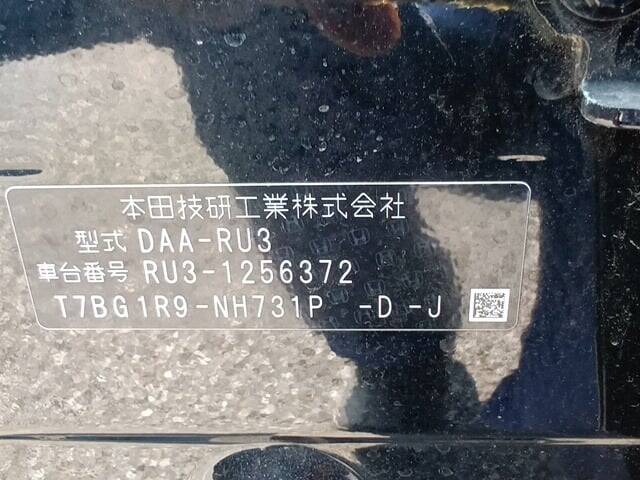 本田技研工業株式会社
型式 DAA-RU3
車台番号 RU3-1256372
T7BG1R9-NH731P -D -J